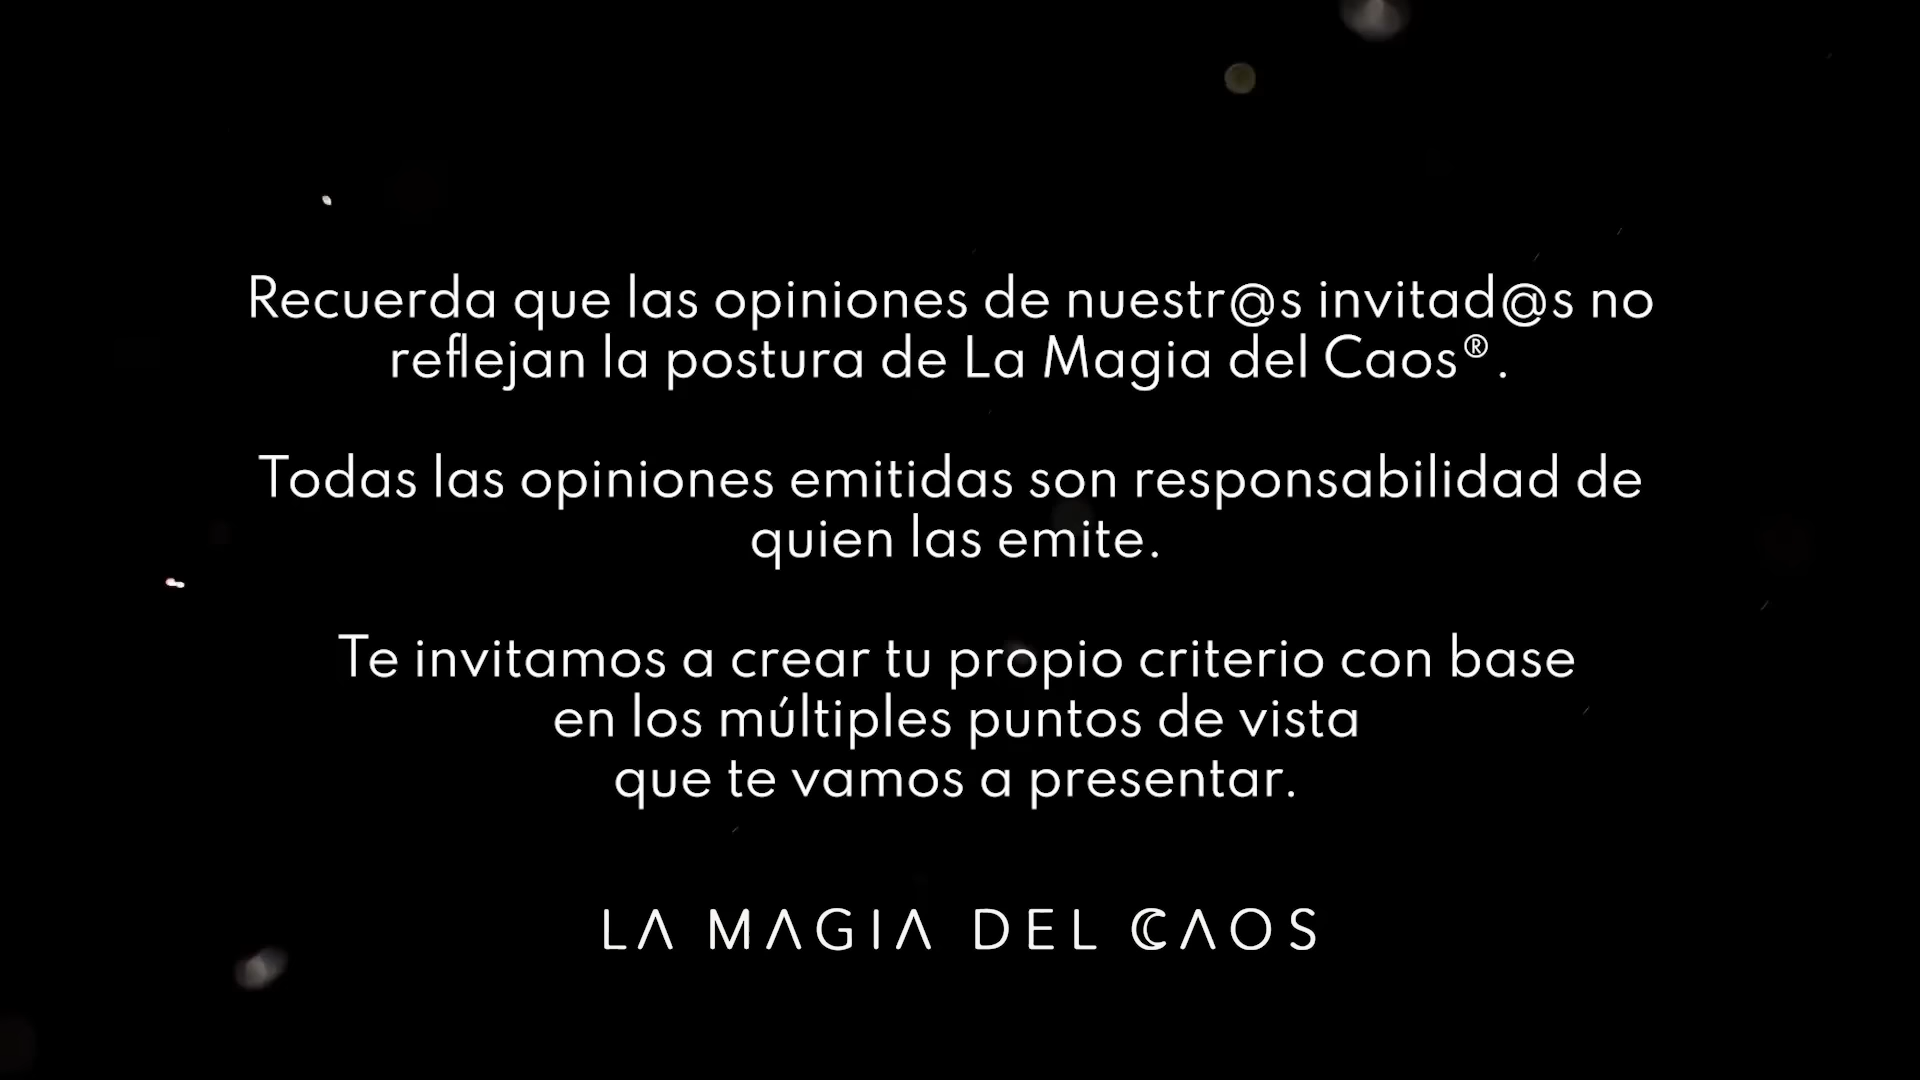 Recuerda que las opiniones de nuestr@s invitad@s no
reflejan la postura de La Magia del Caos®.
Todas las opiniones emitidas son responsabilidad de
quien las emite.
Te invitamos a crear tu propio criterio con base
en los múltiples puntos de vista
que te vamos a presentar.
LA MAGIA DEL CAOS